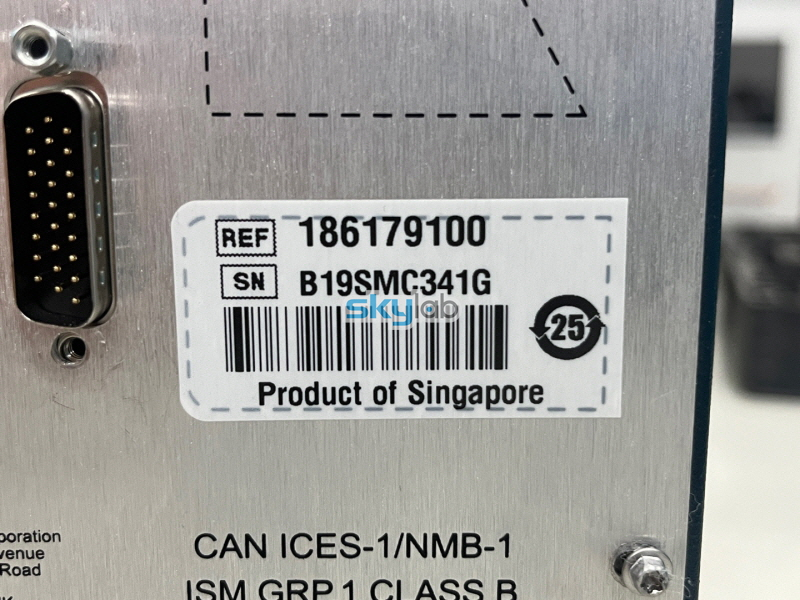 REF 186179100
SN B19SMC341G
skylab
25
Product of Singapore
poration
venue
Road
CAN ICES-1/NMB-1
ISM GRP.1 CLASS B